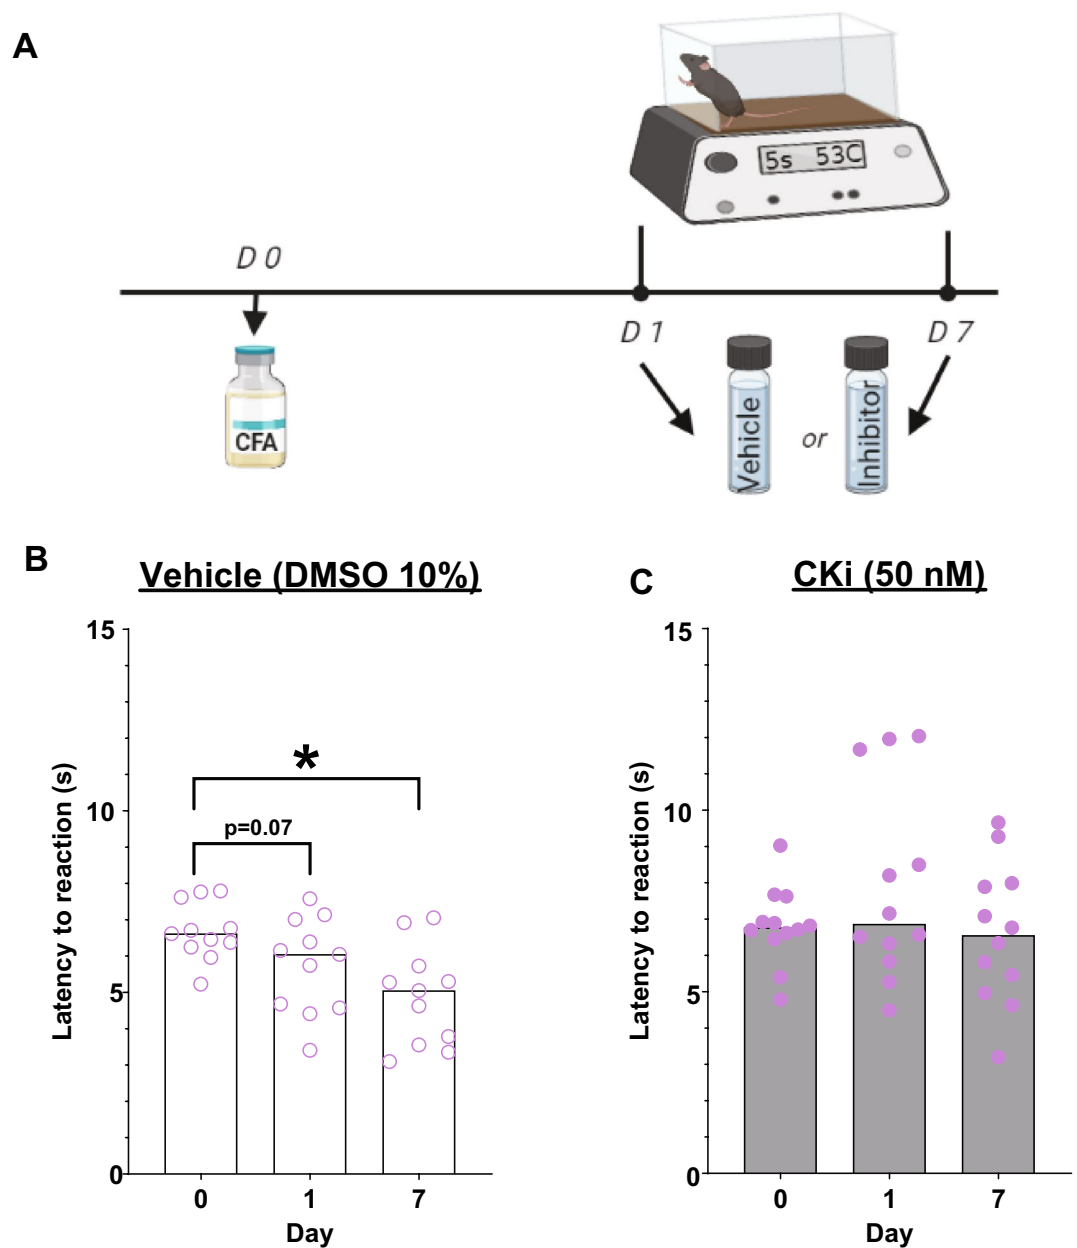 A
5s 53C
D 0
D 1
D 7
CFA
Vehicle
or
Inhibitor
B
Vehicle (DMSO 10%)
15
10
5
0
Latency to reaction (s)
*
p=0.07
0 1 7
Day
C
CKi (50 nM)
15
10
5
0
Latency to reaction (s)
0 1 7
Day